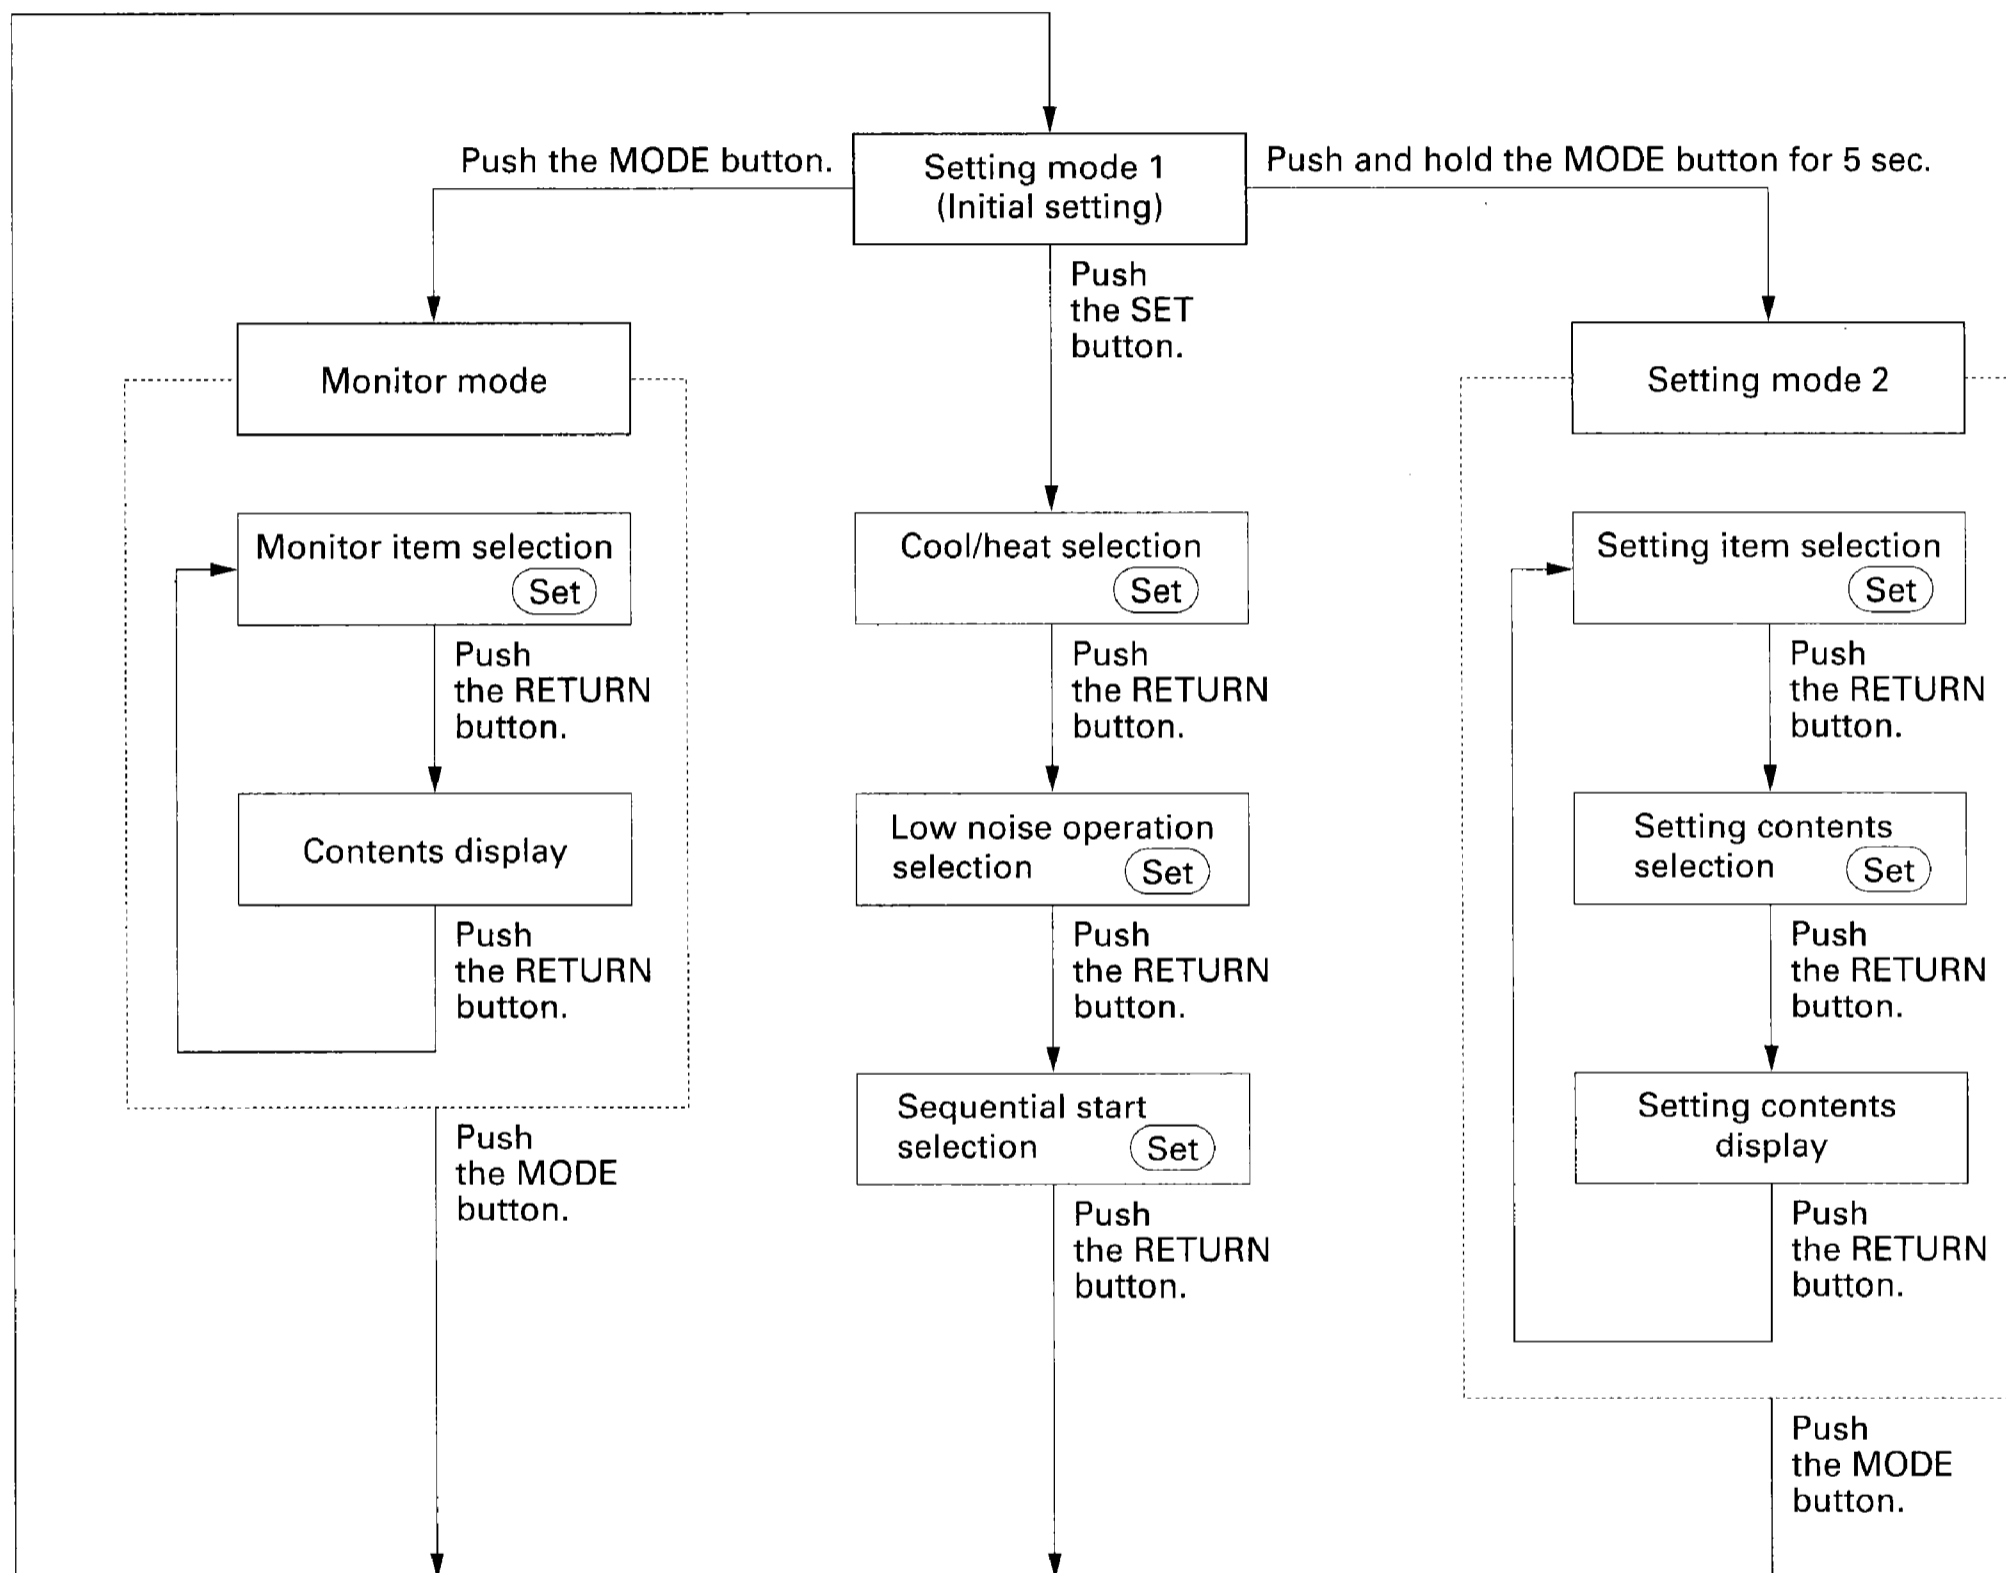 Push the MODE button.
Setting mode 1
(Initial setting)
Push and hold the MODE button for 5 sec.
Push
the SET
button.
Monitor mode
Setting mode 2
Monitor item selection
Set
Cool/heat selection
Set
Setting item selection
Set
Push
the RETURN
button.
Push
the RETURN
button.
Push
the RETURN
button.
Contents display
Low noise operation
selection
Set
Setting contents
selection
Set
Push
the RETURN
button.
Push
the RETURN
button.
Push
the RETURN
button.
Sequential start
selection
Set
Setting contents
display
Push
the MODE
button.
Push
the RETURN
button.
Push
the RETURN
button.
Push
the MODE
button.